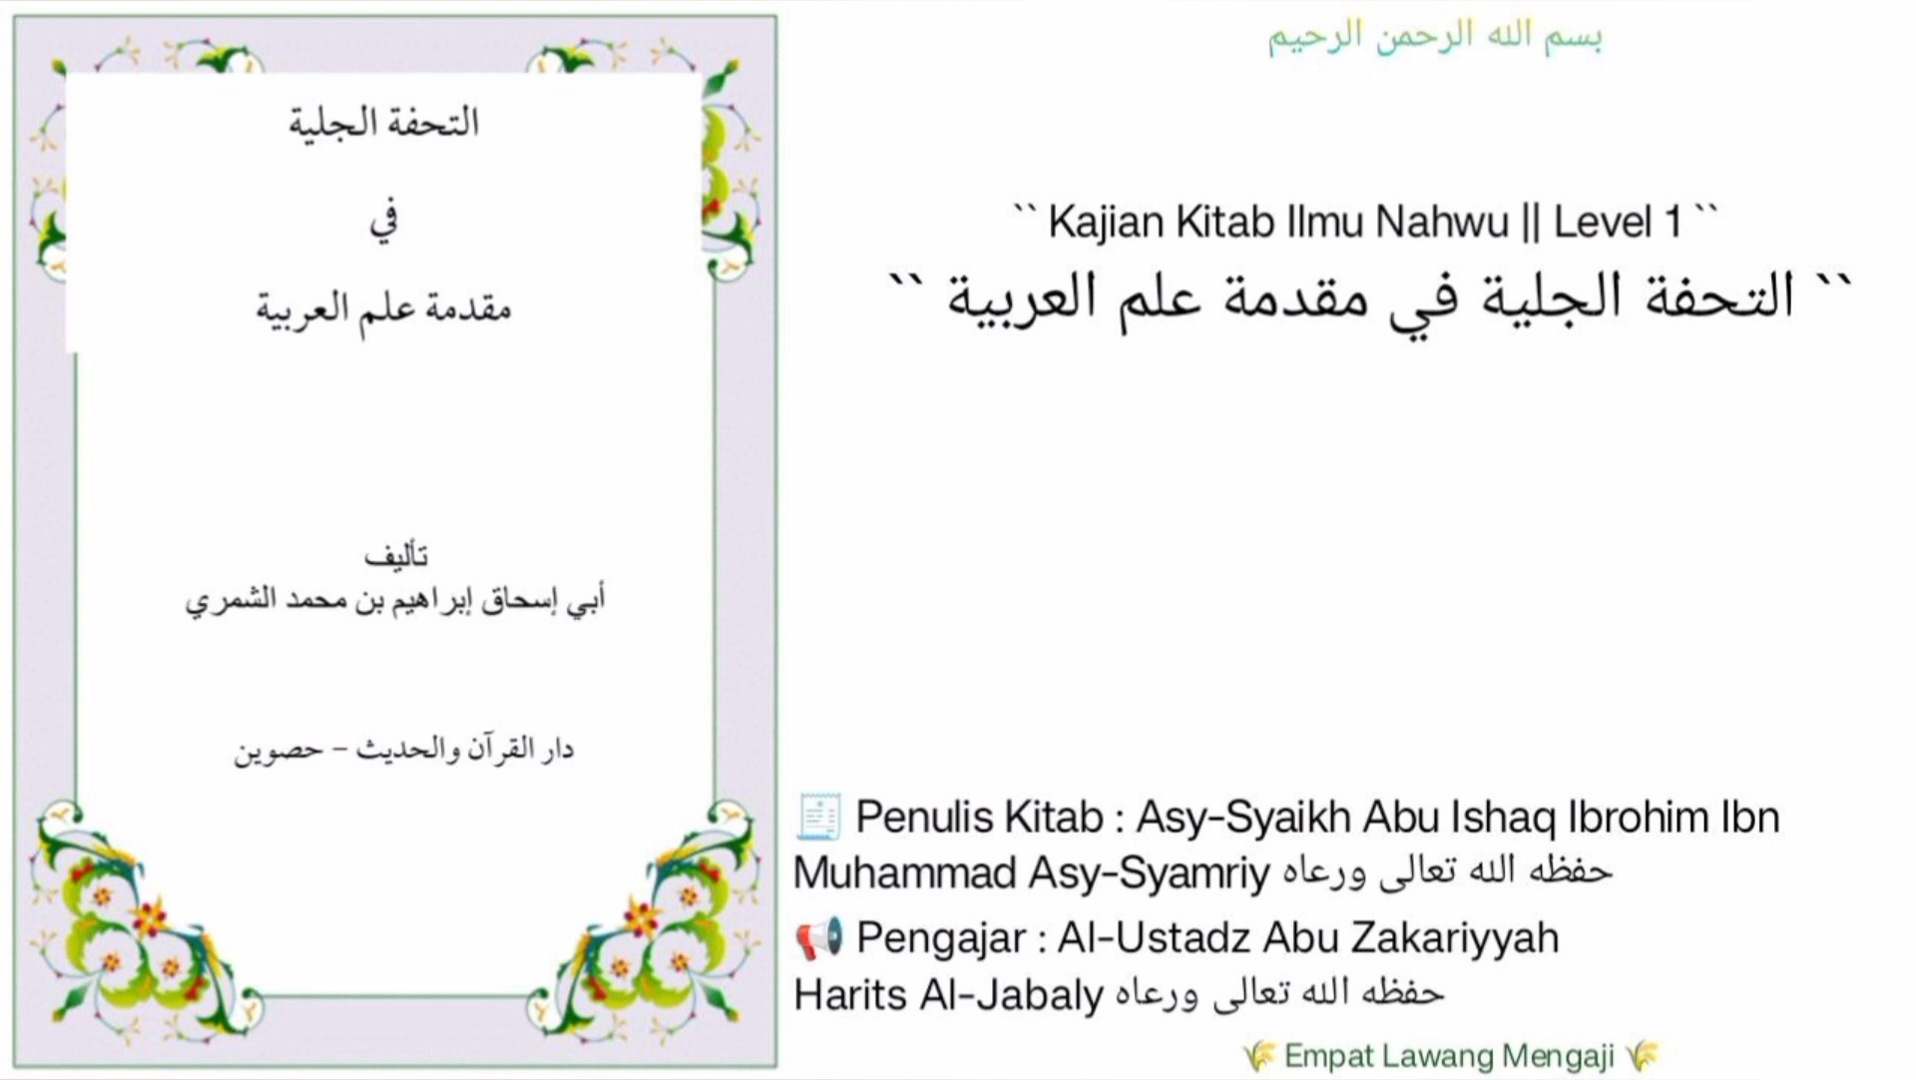 التحفة الجلية
في
مقدمة علم العربية
تأليف
أبي إسحاق إبراهيم بن محمد الشمري
دار القرآن والحديث – حصوين
بسم الله الرحمن الرحيم
`` Kajian Kitab Ilmu Nahwu || Level 1 ``
`` التحفة الجلية في مقدمة علم العربية ``
🧾 Penulis Kitab : Asy-Syaikh Abu Ishaq Ibrohim Ibn
Muhammad Asy-Syamriy حفظه الله تعالى ورعاه
📢 Pengajar : Al-Ustadz Abu Zakariyyah
Harits Al-Jabaly حفظه الله تعالى ورعاه
🌾 Empat Lawang Mengaji 🌾